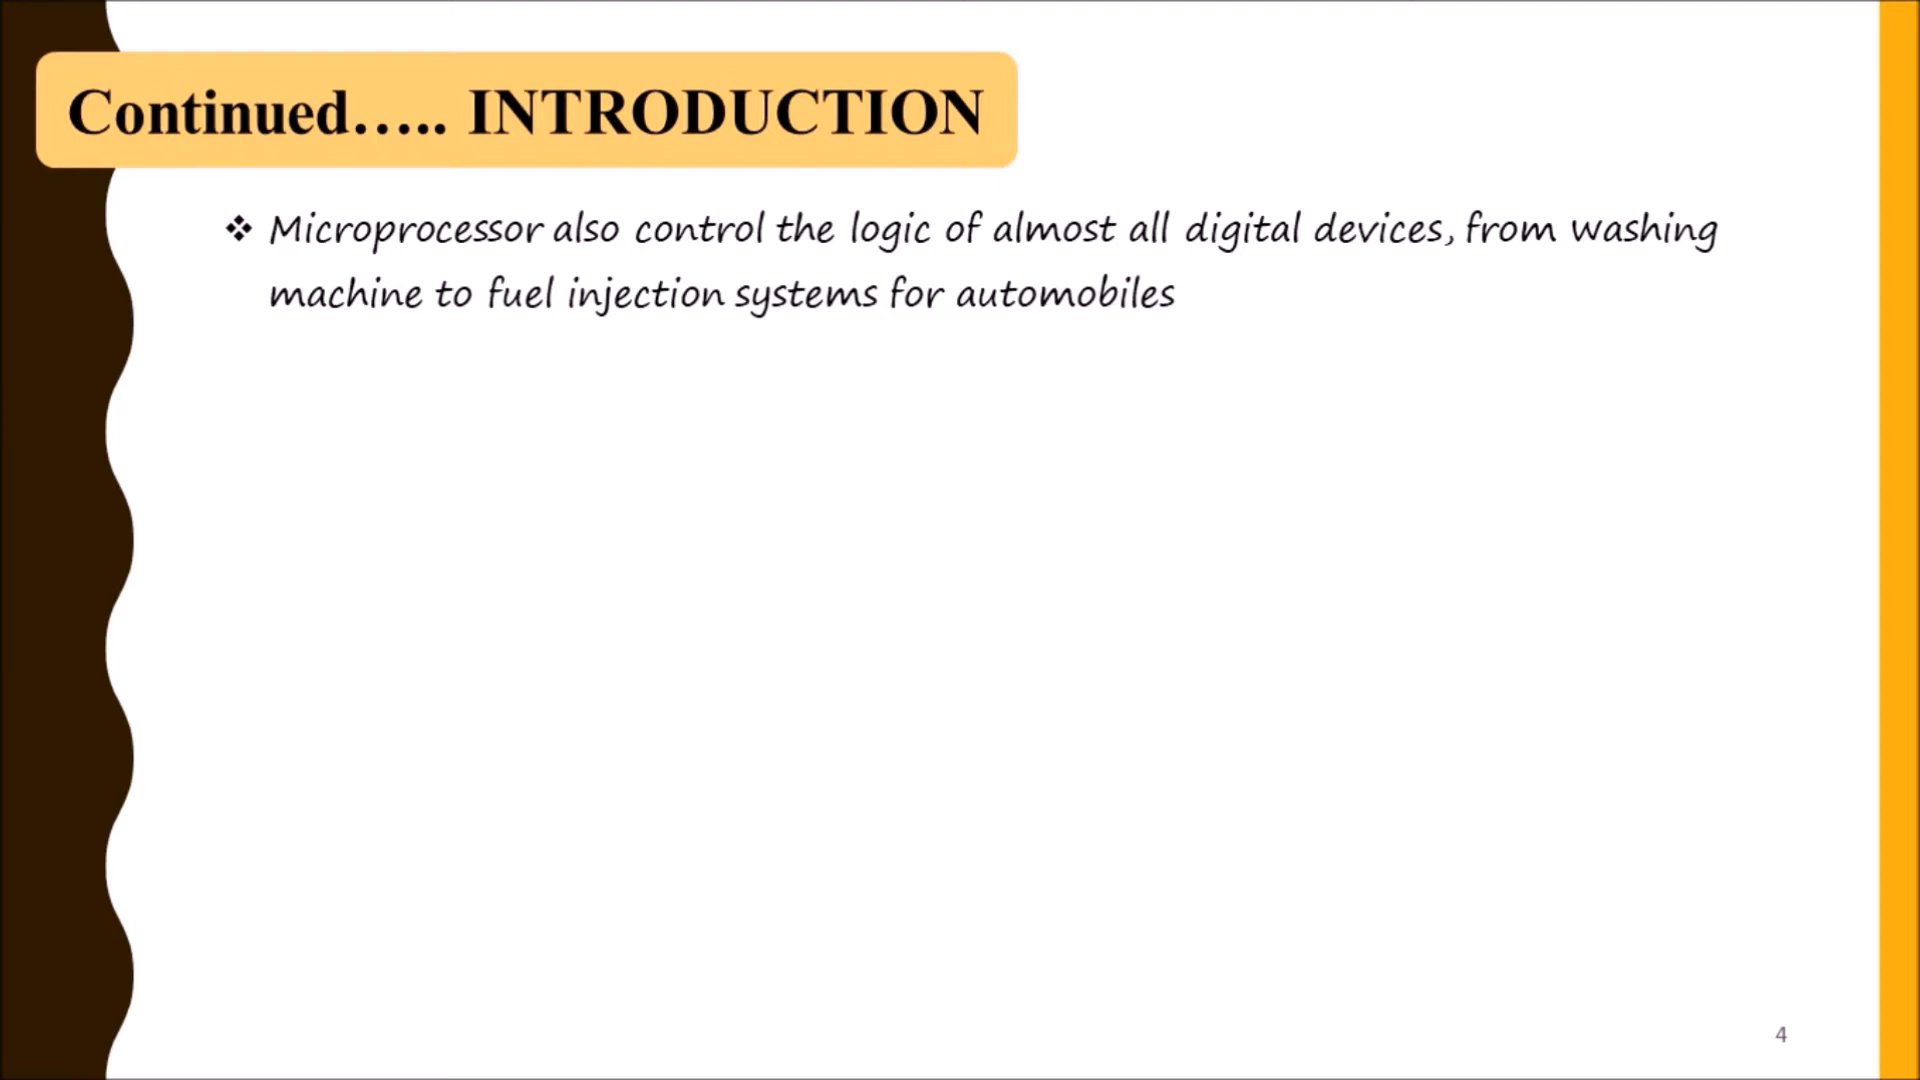 Continued….. INTRODUCTION
❖ Microprocessor also control the logic of almost all digital devices, from washing
machine to fuel injection systems for automobiles
4